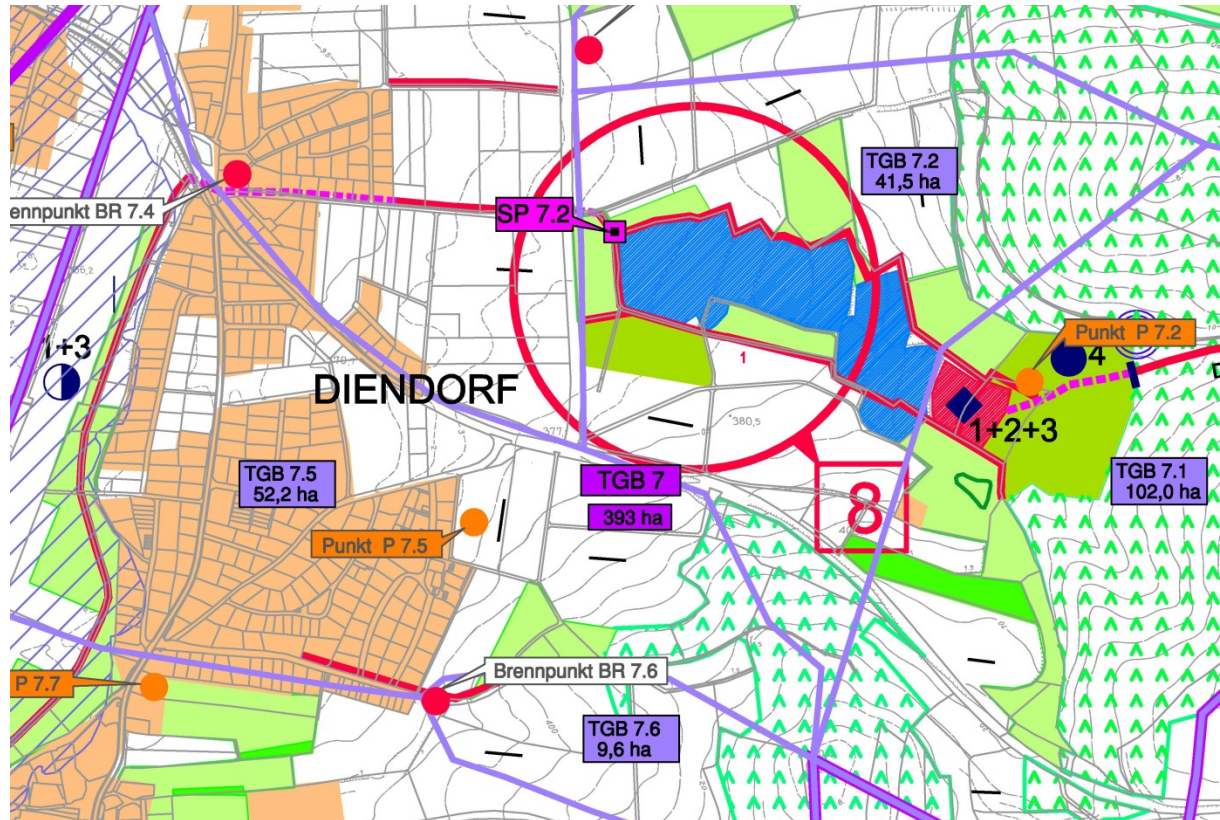 TGB 7.2
41,5 ha
ennpunkt BR 7.4
SP 7.2
Punkt P 7.2
1+3
4
DIENDORF
1
380,5
1+2+3
377,1
TGB 7.5
52,2 ha
TGB 7
393 ha
8
TGB 7.1
102,0 ha
Punkt P 7.5
Brennpunkt BR 7.6
P 7.7
TGB 7.6
9,6 ha
400